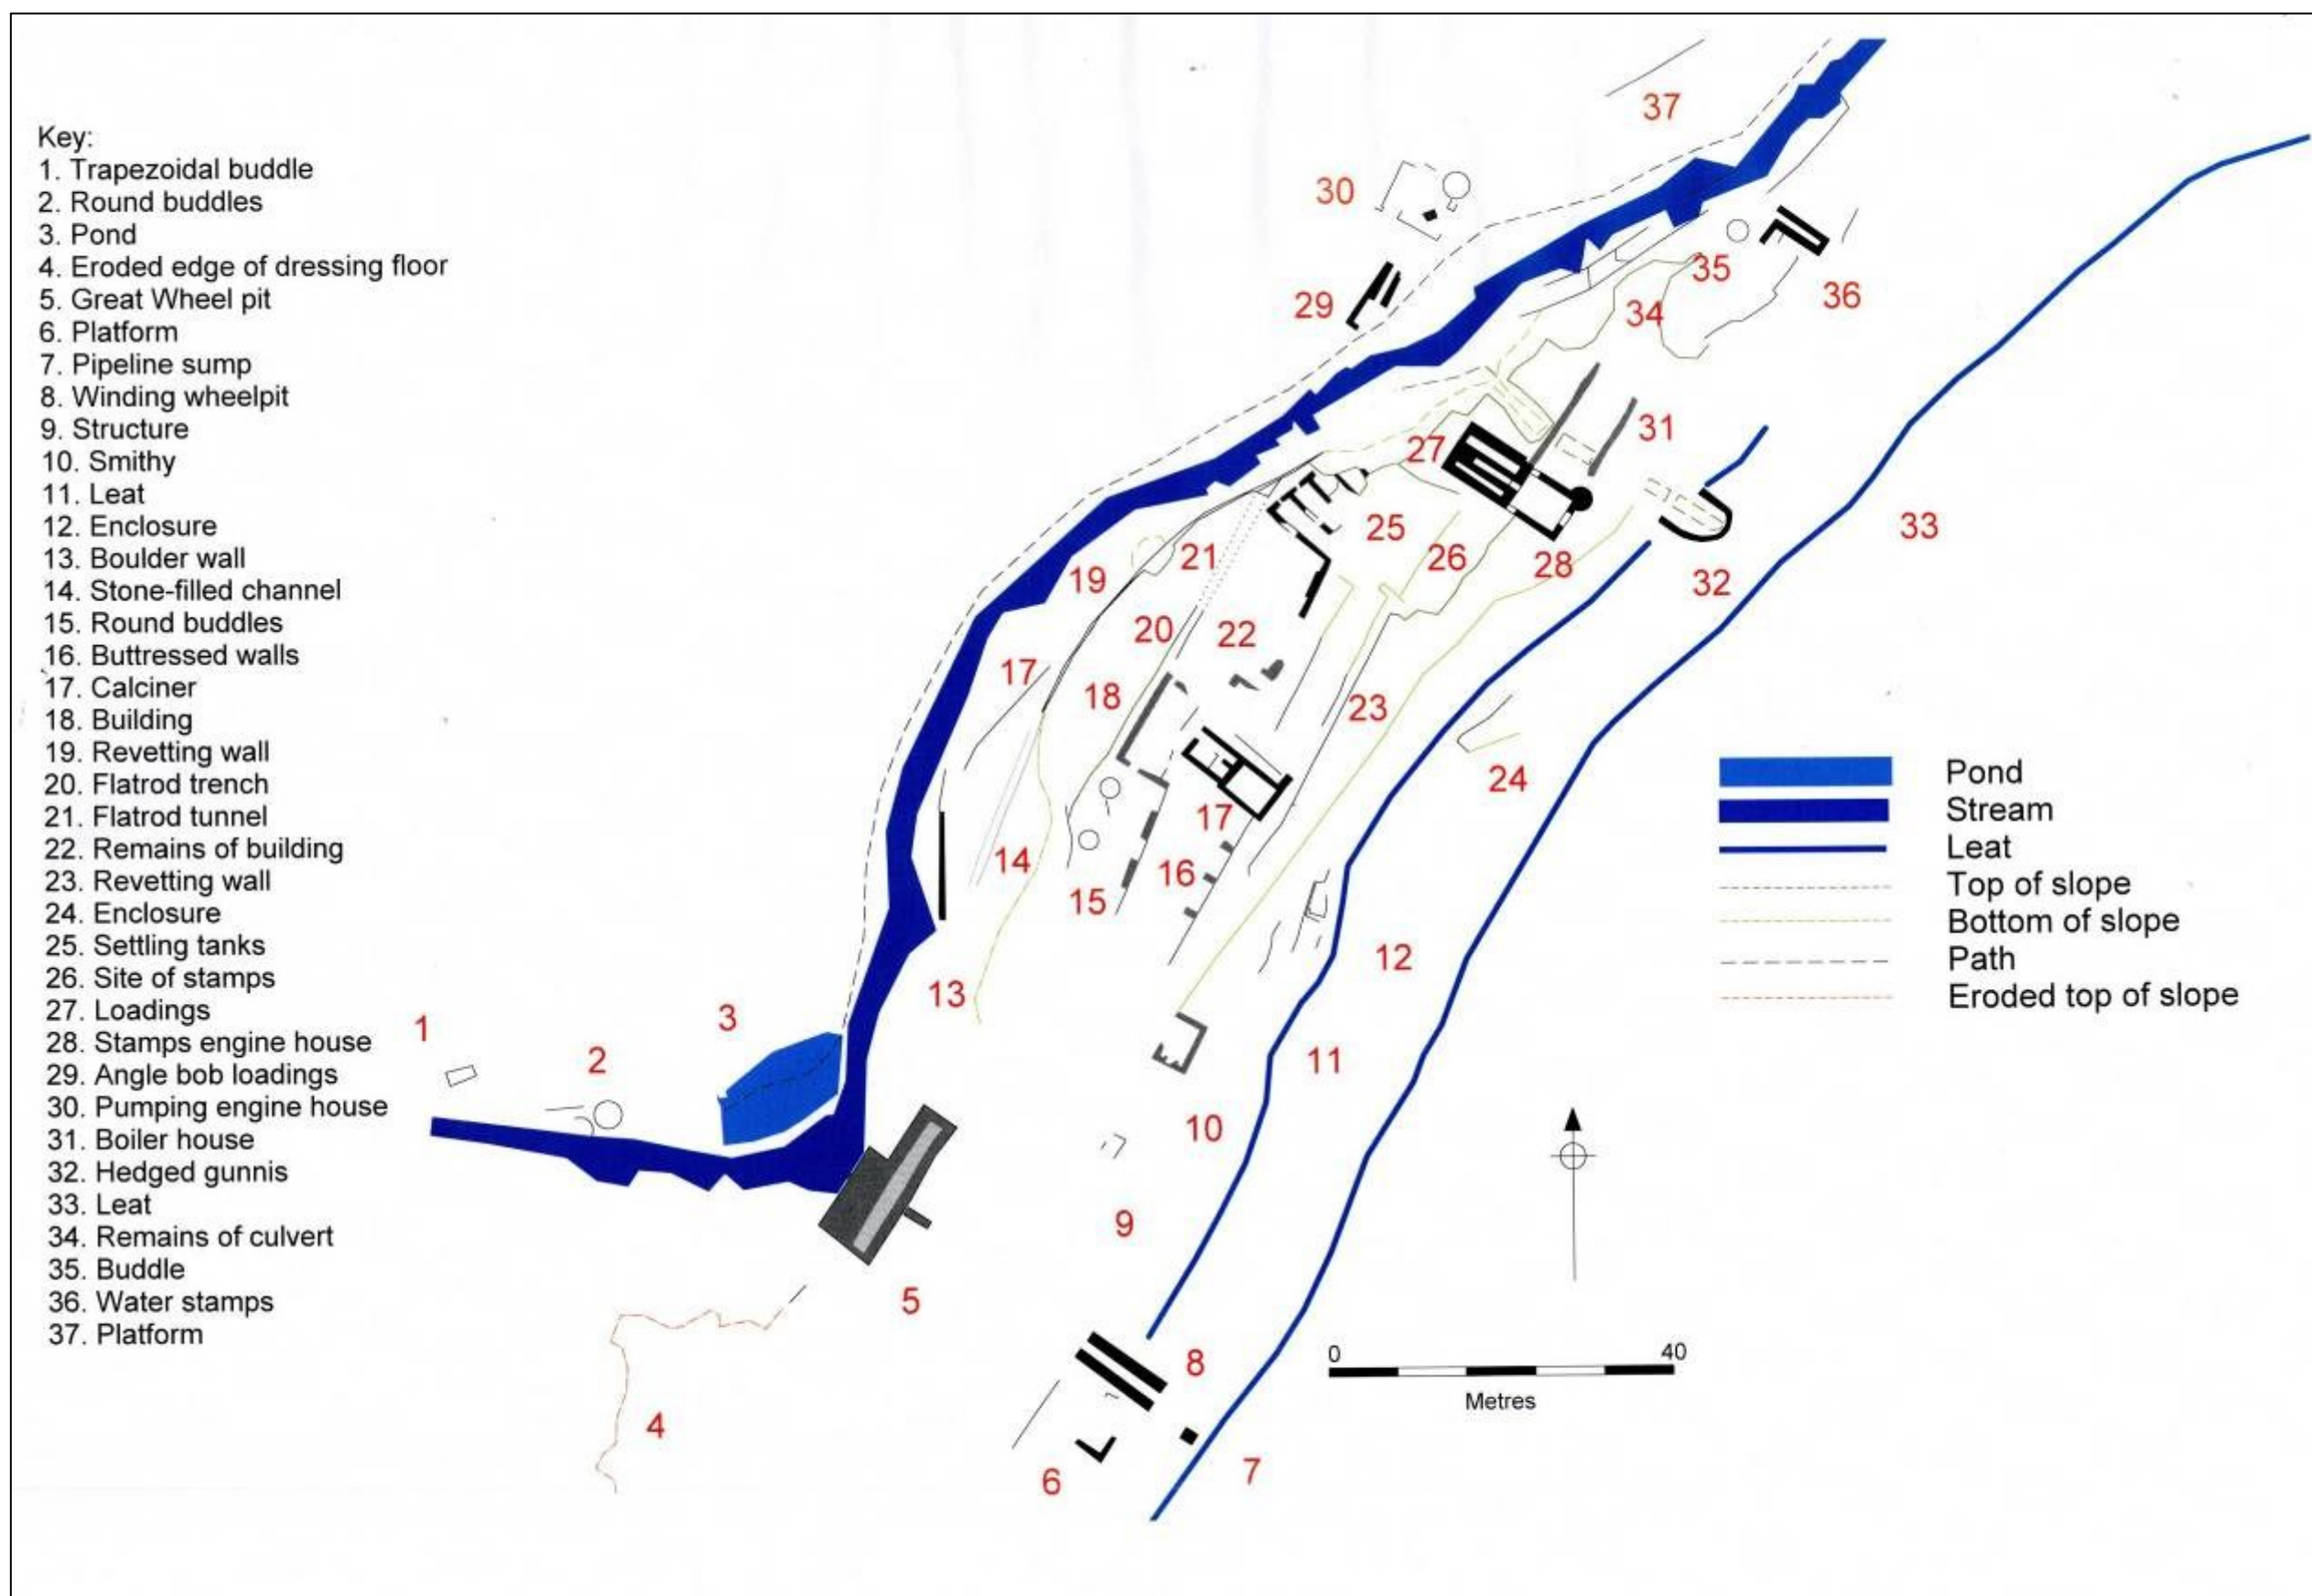 Key:
1. Trapezoidal buddle
2. Round buddles
3. Pond
4. Eroded edge of dressing floor
5. Great Wheel pit
6. Platform
7. Pipeline sump
8. Winding wheelpit
9. Structure
10. Smithy
11. Leat
12. Enclosure
13. Boulder wall
14. Stone-filled channel
15. Round buddles
16. Buttressed walls
17. Calciner
18. Building
19. Revetting wall
20. Flatrod trench
21. Flatrod tunnel
22. Remains of building
23. Revetting wall
24. Enclosure
25. Settling tanks
26. Site of stamps
27. Loadings
28. Stamps engine house
29. Angle bob loadings
30. Pumping engine house
31. Boiler house
32. Hedged gunnis
33. Leat
34. Remains of culvert
35. Buddle
36. Water stamps
37. Platform
37
30
35
36
29
34
31
27
25
33
21
26
28
19
32
20
22
17
18
23
24
17
14
16
15
12
13
3
1
2
11
10
9
5
8
4
6
7
Pond
Stream
Leat
Top of slope
Bottom of slope
Path
Eroded top of slope
0
40
Metres